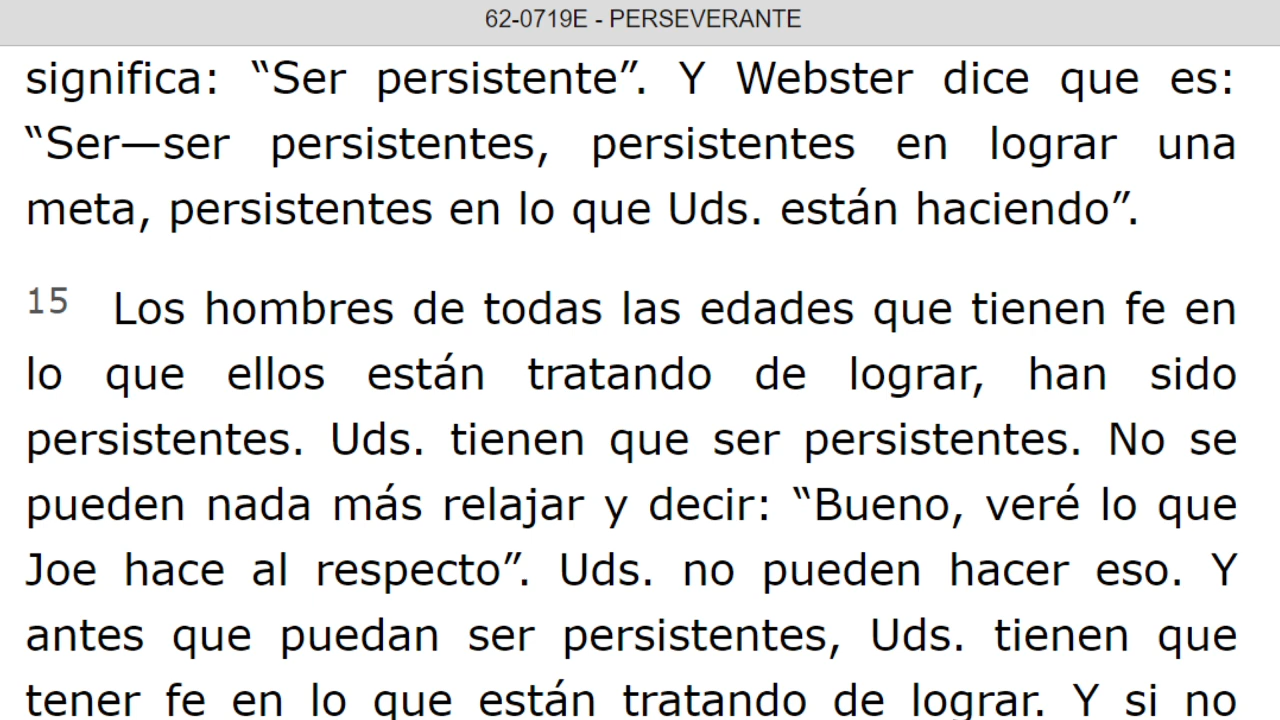 62-0719E - PERSEVERANTE
significa: “Ser persistente”. Y Webster dice que es:
“Ser—ser persistentes, persistentes en lograr una
meta, persistentes en lo que Uds. están haciendo”.
15 Los hombres de todas las edades que tienen fe en
lo que ellos están tratando de lograr, han sido
persistentes. Uds. tienen que ser persistentes. No se
pueden nada más relajar y decir: “Bueno, veré lo que
Joe hace al respecto”. Uds. no pueden hacer eso. Y
antes que puedan ser persistentes, Uds. tienen que
tener fe en lo que están tratando de lograr. Y si no